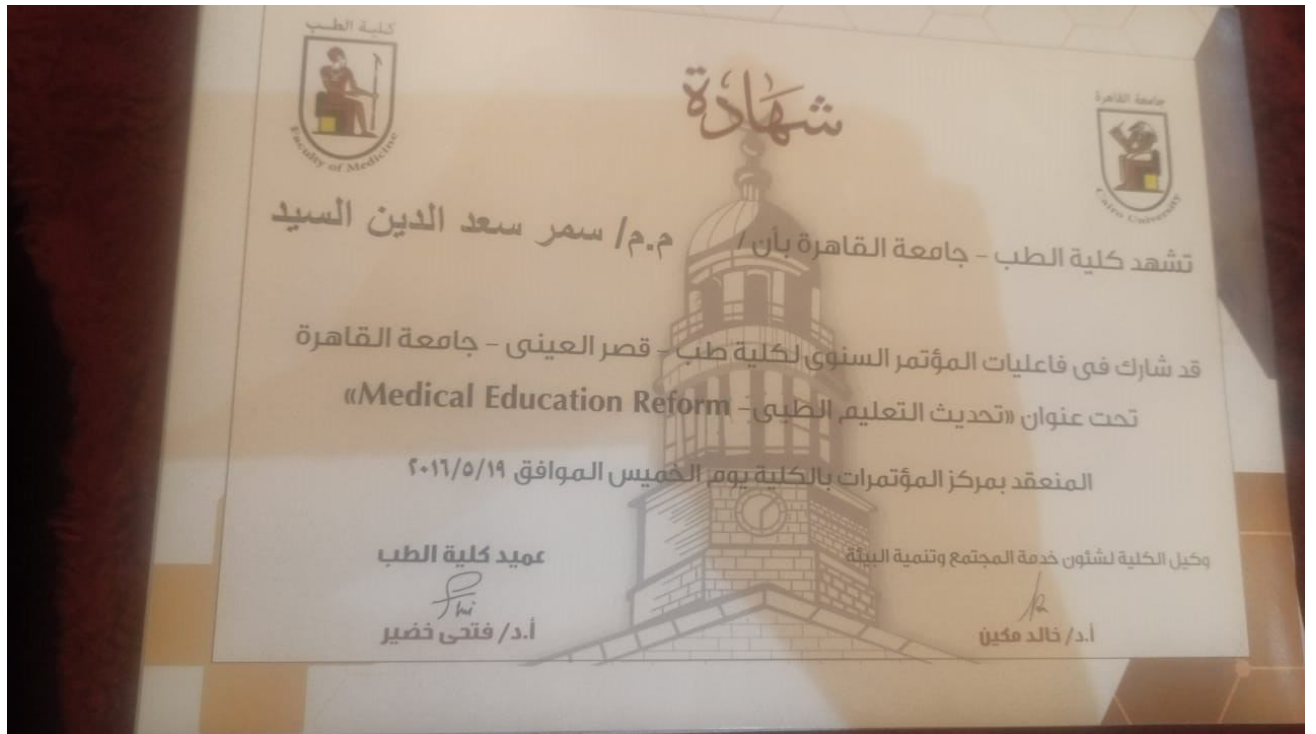 كلية الطب
Faculty of Medicine
شهادة
جامعة القاهرة
Cairo University
تشهد كلية الطب - جامعة القاهرة بأن / م.م/ سمر سعد الدين السيد
قد شارك فى فاعليات المؤتمر السنوي لكلية طب - قصر العينى - جامعة القاهرة
تحت عنوان «تحديث التعليم الطبى - Medical Education Reform»
المنعقد بمركز المؤتمرات بالكلية يوم الخميس الموافق ٢٠١٦/٥/١٩
وكيل الكلية لشئون خدمة المجتمع وتنمية البيئة
أ.د/ خالد مكين
عميد كلية الطب
أ.د/ فتحى خضير